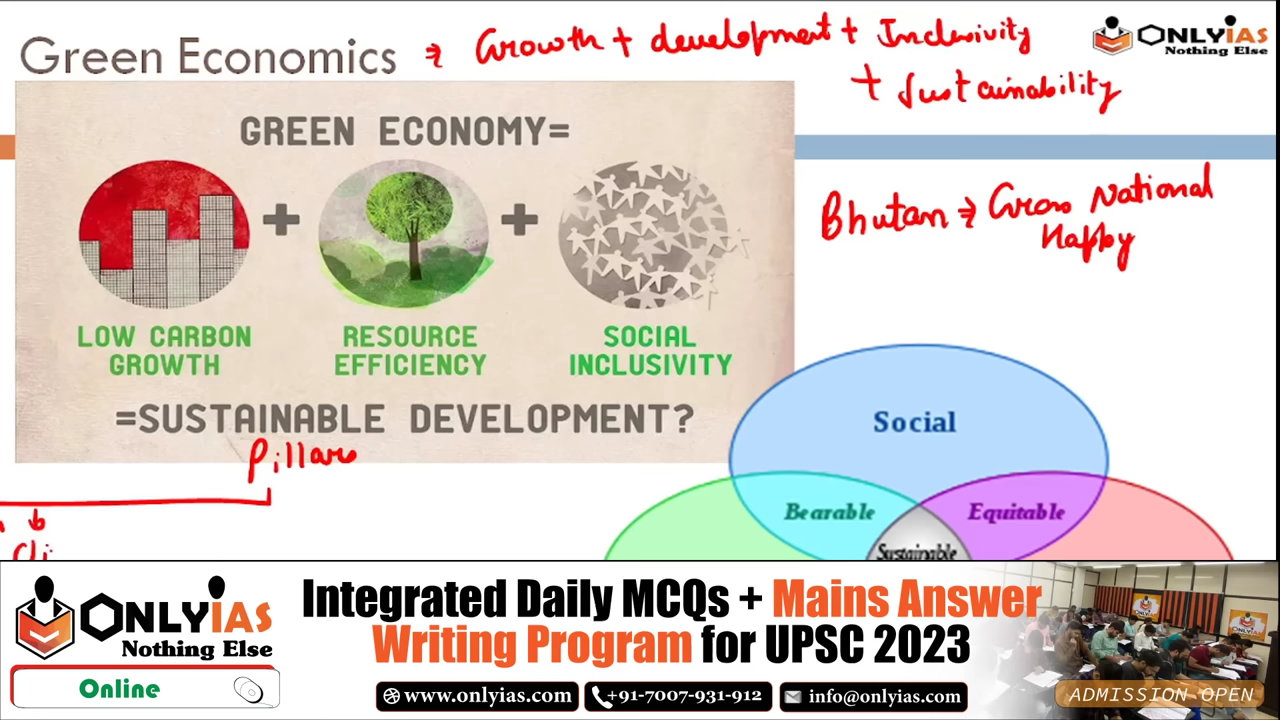 Green Economics
⇒ Growth + development + Inclusivity
+ Sustainability
ONLYIAS
Nothing Else
GREEN ECONOMY=
+ +
LOW CARBON
GROWTH
RESOURCE
EFFICIENCY
SOCIAL
INCLUSIVITY
=SUSTAINABLE DEVELOPMENT?
Bhutan ⇒ Gross National
Happy
Pillars
Cli
Social
Bearable
Equitable
Sustainable
ONLYIAS
Nothing Else
Online
Integrated Daily MCQs + Mains Answer
Writing Program for UPSC 2023
www.onlyias.com
+91-7007-931-912
info@onlyias.com
ADMISSION OPEN